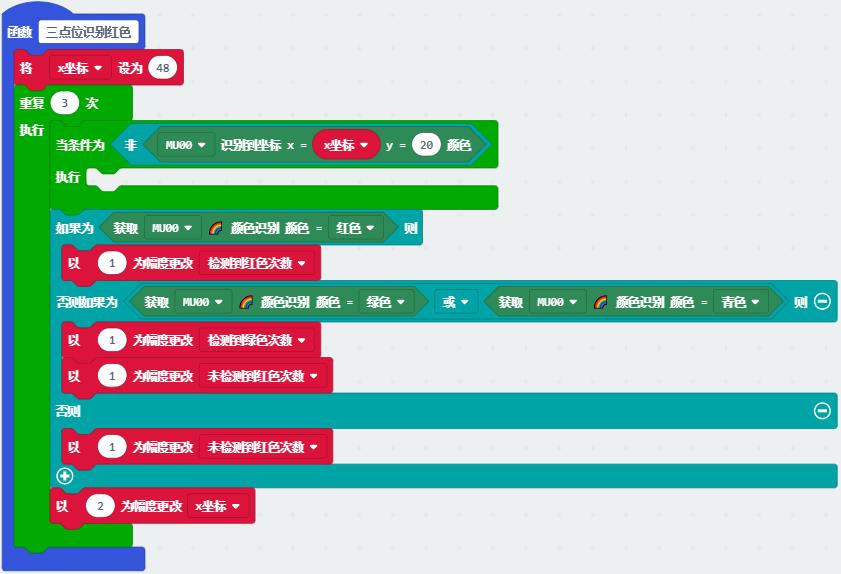 函数 三点位识别红色
将 x坐标 设为 48
重复 3 次
执行
当条件为 非 MU00 识别到坐标 x = x坐标 y = 20 颜色
执行
如果为 获取 MU00 颜色识别 颜色 = 红色 则
以 1 为幅度更改 检测到红色次数
否则如果为 获取 MU00 颜色识别 颜色 = 绿色 或 获取 MU00 颜色识别 颜色 = 青色 则
以 1 为幅度更改 检测到绿色次数
以 1 为幅度更改 未检测到红色次数
否则
以 1 为幅度更改 未检测到红色次数
以 2 为幅度更改 x坐标